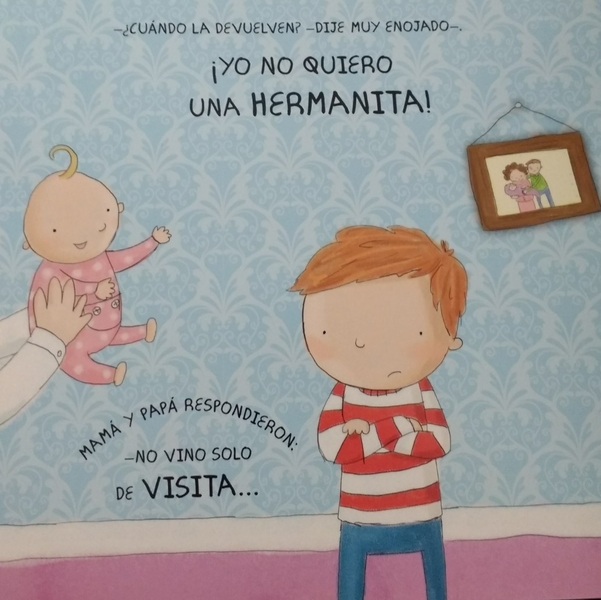 —¿CUÁNDO LA DEVUELVEN? —DIJE MUY ENOJADO—.
¡YO NO QUIERO
UNA HERMANITA!
MAMÁ Y PAPÁ RESPONDIERON:
—NO VINO SOLO
DE VISITA...